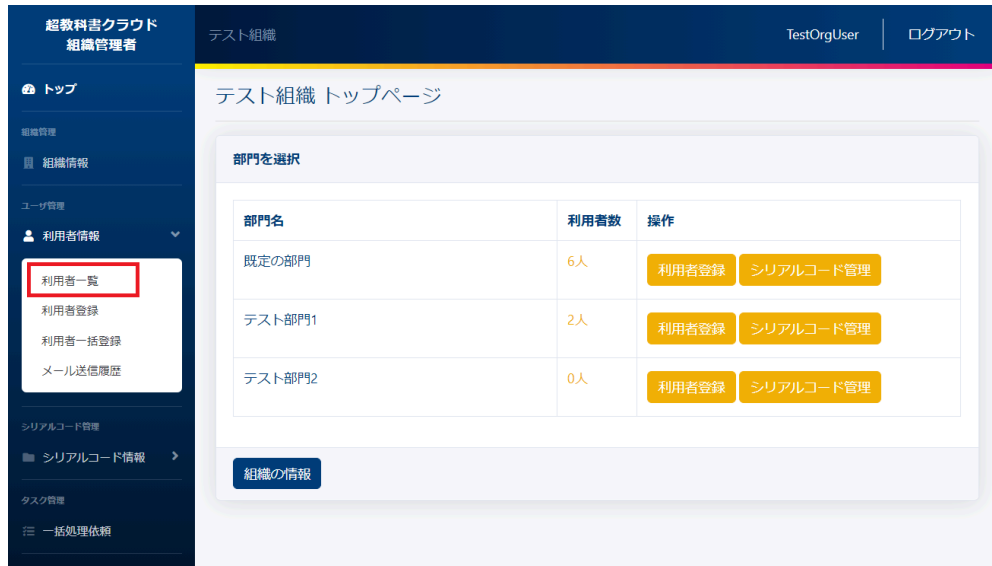 超教科書クラウド
組織管理者
テスト組織
TestOrgUser
ログアウト
トップ
組織管理
組織情報
ユーザ管理
利用者情報
利用者一覧
利用者登録
利用者一括登録
メール送信履歴
シリアルコード管理
シリアルコード情報
タスク管理
一括処理依頼
テスト組織 トップページ
部門を選択
部門名 利用者数 操作
既定の部門 6人 利用者登録 シリアルコード管理
テスト部門1 2人 利用者登録 シリアルコード管理
テスト部門2 0人 利用者登録 シリアルコード管理
組織の情報